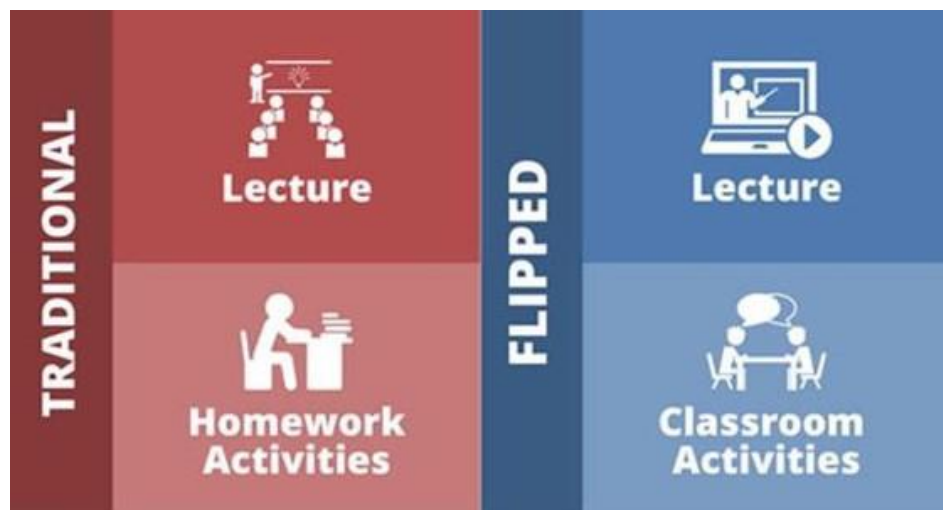 TRADITIONAL
Lecture
Homework
Activities
FLIPPED
Lecture
Classroom
Activities